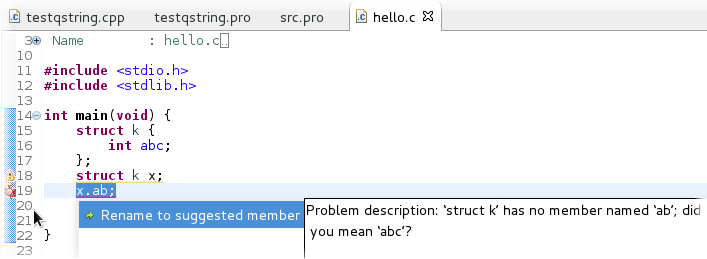 testqstring.cpp testqstring.pro src.pro hello.c
3 Name : hello.c
10
11 #include <stdio.h>
12 #include <stdlib.h>
13
14 int main(void) {
15 struct k {
16 int abc;
17 };
18 struct k x;
19 x.ab;
20
21
22 }
23
Rename to suggested member
Problem description: ‘struct k’ has no member named ‘ab’; did
you mean ‘abc’?